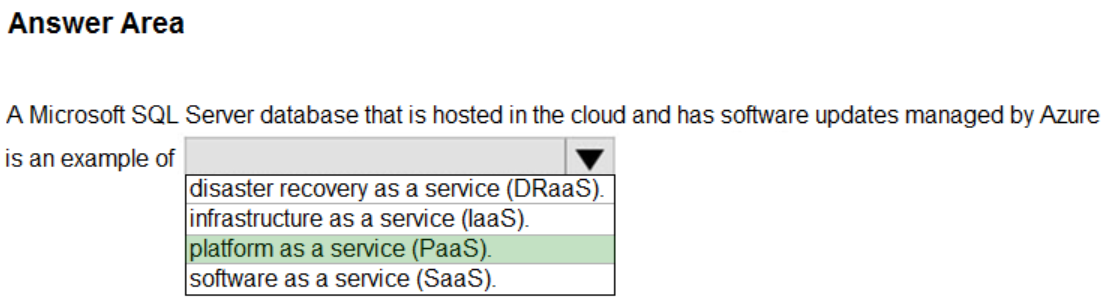 Answer Area
A Microsoft SQL Server database that is hosted in the cloud and has software updates managed by Azure
is an example of
disaster recovery as a service (DRaaS).
infrastructure as a service (IaaS).
platform as a service (PaaS).
software as a service (SaaS).